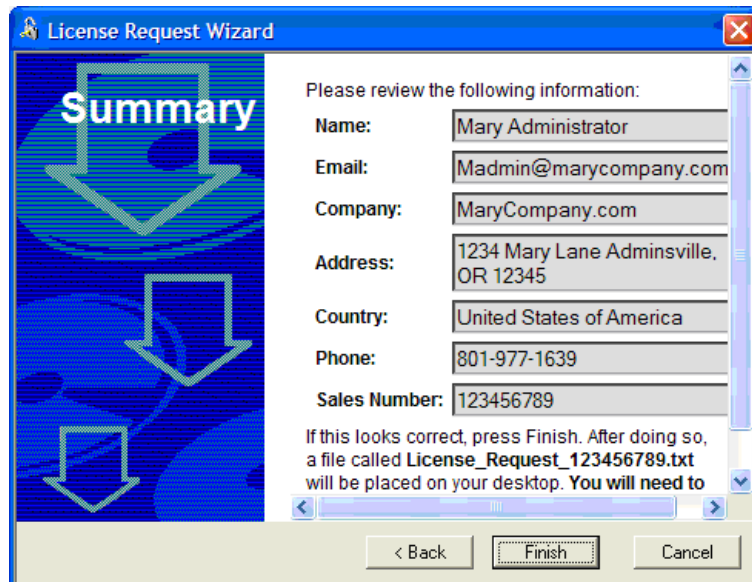 License Request Wizard
Summary
Please review the following information:
Name: Mary Administrator
Email: Madmin@marycompany.com
Company: MaryCompany.com
Address: 1234 Mary Lane Adminsville,
OR 12345
Country: United States of America
Phone: 801-977-1639
Sales Number: 123456789
If this looks correct, press Finish. After doing so,
a file called License_Request_123456789.txt
will be placed on your desktop. You will need to
< Back Finish Cancel